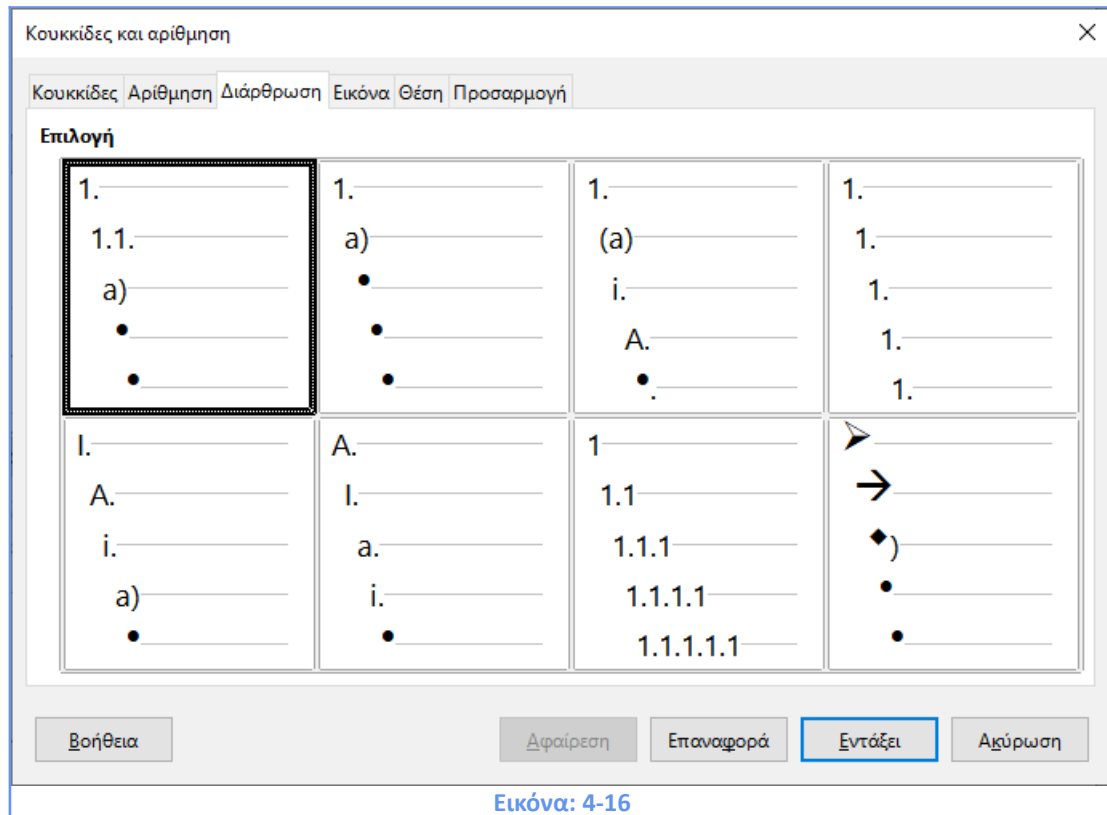 Κουκκίδες και αρίθμηση
Κουκκίδες Αρίθμηση Διάρθρωση Εικόνα Θέση Προσαρμογή
Επιλογή
1.
1.1.
a)
•
•
1.
a)
•
•
•
1.
(a)
i.
A.
•.
1.
1.
1.
1.
1.
I.
A.
i.
a)
•
A.
I.
a.
i.
•
1
1.1
1.1.1
1.1.1.1
1.1.1.1.1
➢
→
◆)
•
•
Βοήθεια Αφαίρεση Επαναφορά Εντάξει Ακύρωση
Εικόνα: 4-16